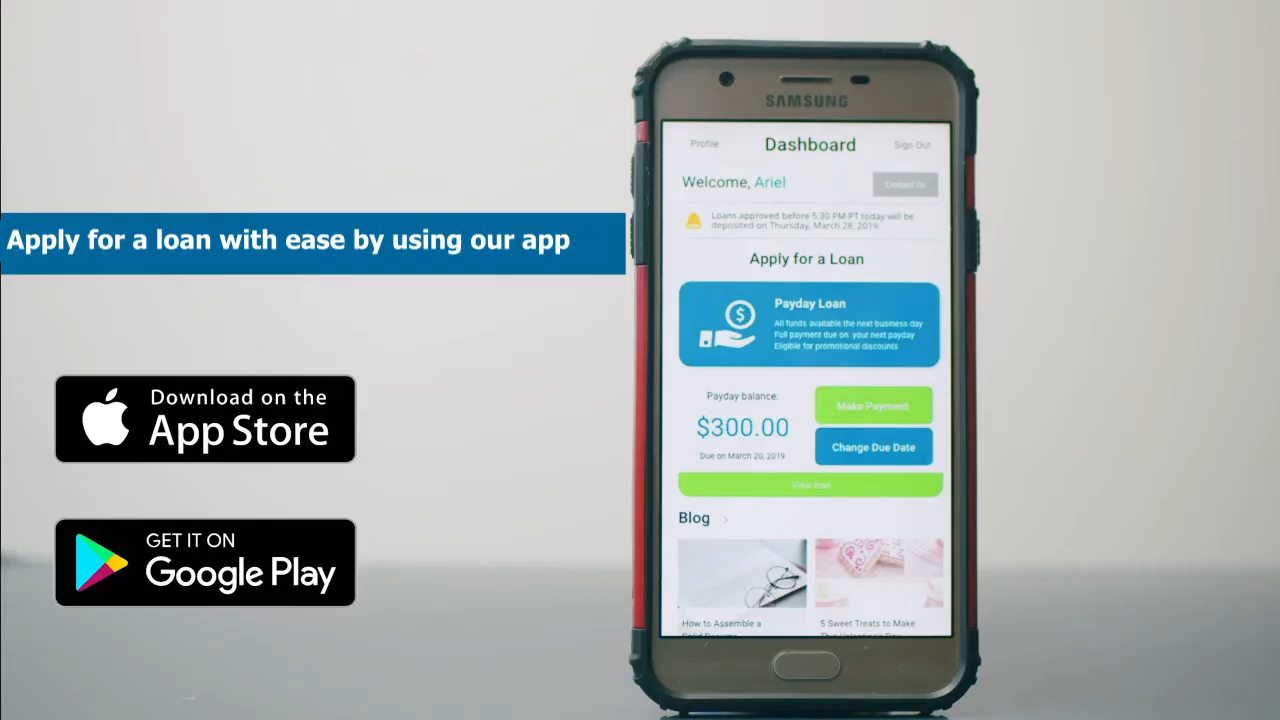 Apply for a loan with ease by using our app
Download on the
App Store
GET IT ON
Google Play
SAMSUNG
Profile
Dashboard
Sign Out
Welcome, Ariel
Contact Us
Loans approved before 5:30 PM PT today will be
deposited on Thursday, March 28, 2019
Apply for a Loan
Payday Loan
All funds available the next business day
Full payment due on your next payday
Eligible for promotional discounts
Payday balance:
$300.00
Due on March 20, 2019
Make Payment
Change Due Date
View loan
Blog
How to Assemble a
5 Sweet Treats to Make